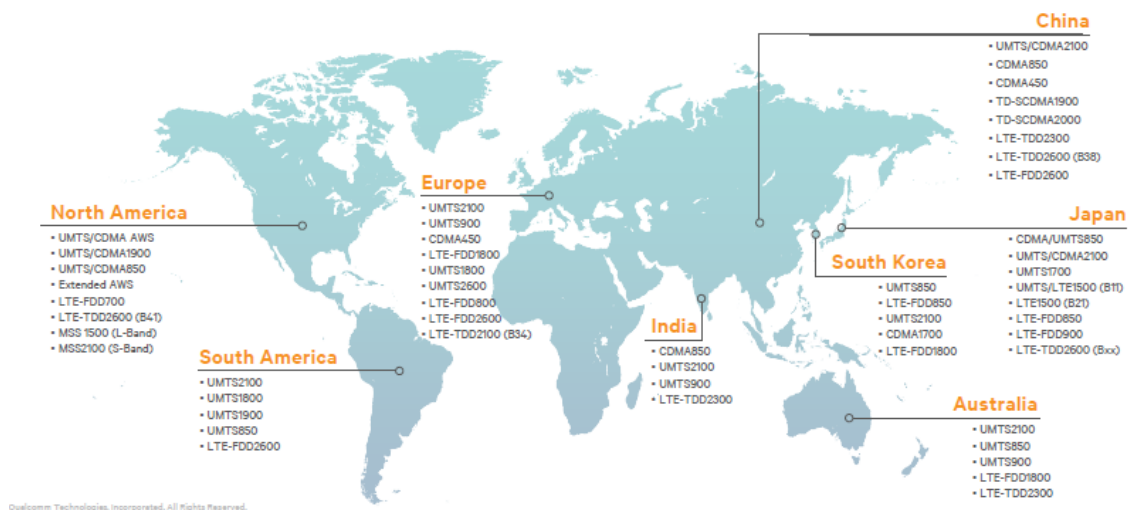 China
• UMTS/CDMA2100
• CDMA850
• CDMA450
• TD-SCDMA1900
• TD-SCDMA2000
• LTE-TDD2300
• LTE-TDD2600 (B38)
• LTE-FDD2600
Europe
• UMTS2100
• UMTS900
• CDMA450
• LTE-FDD1800
• UMTS1800
• UMTS2600
• LTE-FDD800
• LTE-FDD2600
• LTE-TDD2100 (B34)
North America
• UMTS/CDMA AWS
• UMTS/CDMA1900
• UMTS/CDMA850
• Extended AWS
• LTE-FDD700
• LTE-TDD2600 (B41)
• MSS 1500 (L-Band)
• MSS2100 (S-Band)
Japan
• CDMA/UMTS850
• UMTS/CDMA2100
• UMTS1700
• UMTS/LTE1500 (B11)
• LTE1500 (B21)
• LTE-FDD850
• LTE-FDD900
• LTE-TDD2600 (Bxx)
South Korea
• UMTS850
• LTE-FDD850
• UMTS2100
• CDMA1700
• LTE-FDD1800
India
• CDMA850
• UMTS2100
• UMTS900
• LTE-TDD2300
South America
• UMTS2100
• UMTS1800
• UMTS1900
• UMTS850
• LTE-FDD2600
Australia
• UMTS2100
• UMTS850
• UMTS900
• LTE-FDD1800
• LTE-TDD2300
Qualcomm Technologies, Incorporated. All Rights Reserved.